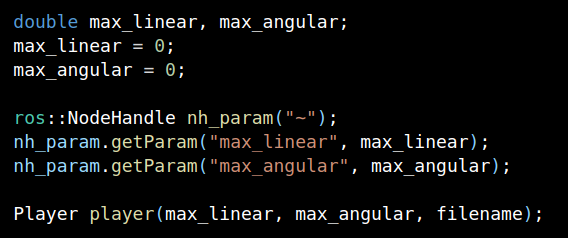 double max_linear, max_angular;
max_linear = 0;
max_angular = 0;
ros::NodeHandle nh_param("~");
nh_param.getParam("max_linear", max_linear);
nh_param.getParam("max_angular", max_angular);
Player player(max_linear, max_angular, filename);